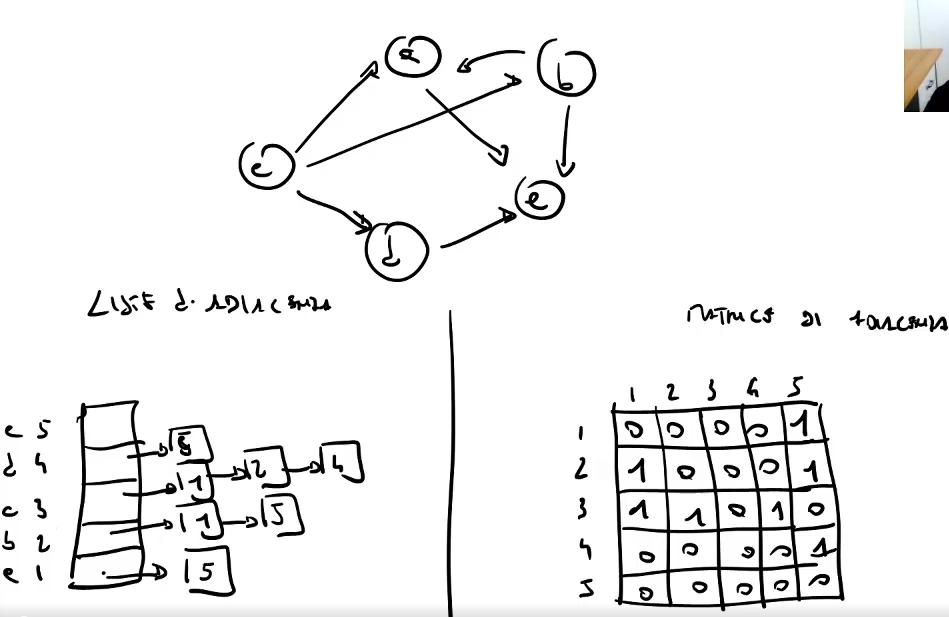 a
b
c
e
d
LISTE di ADIACENZA
MATRICE DI ADIACENZA
1 2 3 4 5
e 5
d 4 5
c 3 1 2 4
b 2 1 5
a 1 5
1 0 0 0 0 1
2 1 0 0 0 1
3 1 1 0 1 0
4 0 0 0 0 1
5 0 0 0 0 0